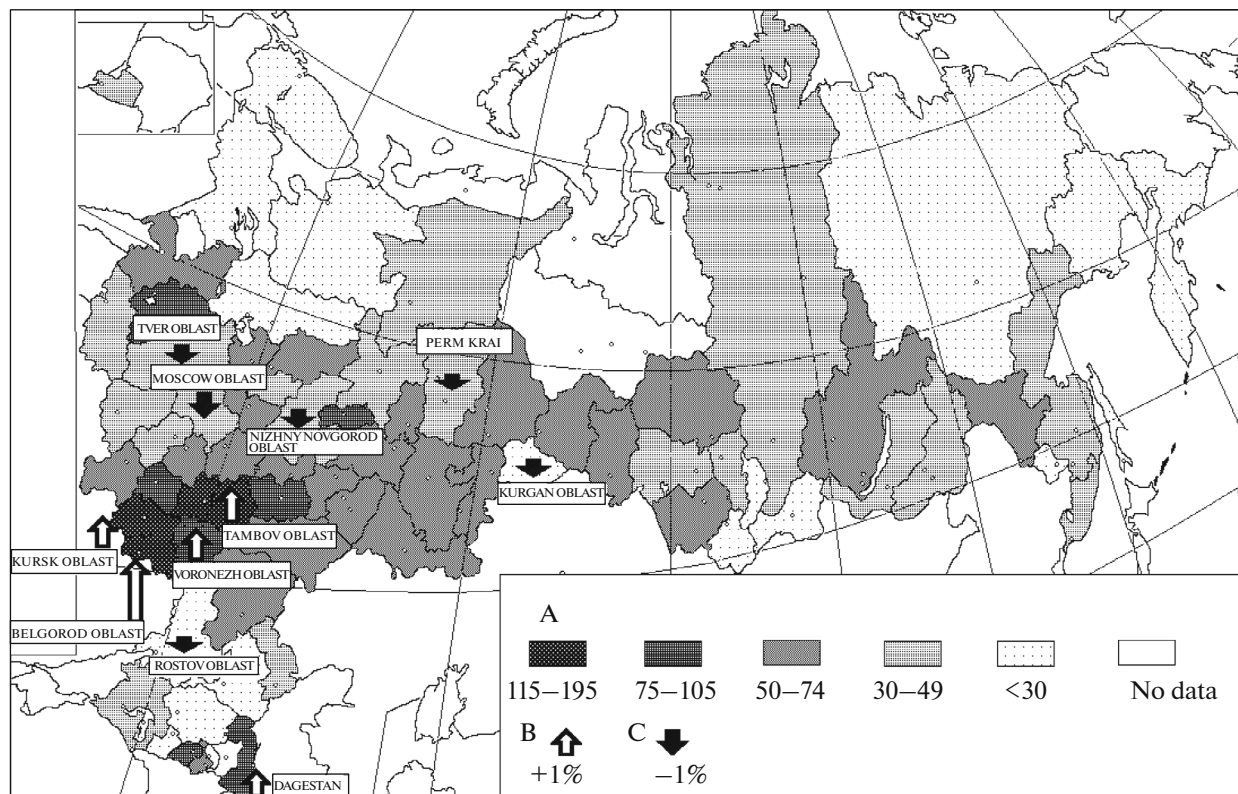 TVER OBLAST
PERM KRAI
MOSCOW OBLAST
NIZHNY NOVGOROD
OBLAST
KURGAN OBLAST
TAMBOV OBLAST
KURSK OBLAST
VORONEZH OBLAST
BELGOROD OBLAST
ROSTOV OBLAST
DAGESTAN
A
115–195 75–105 50–74 30–49 <30 No data
B C
+1% –1%